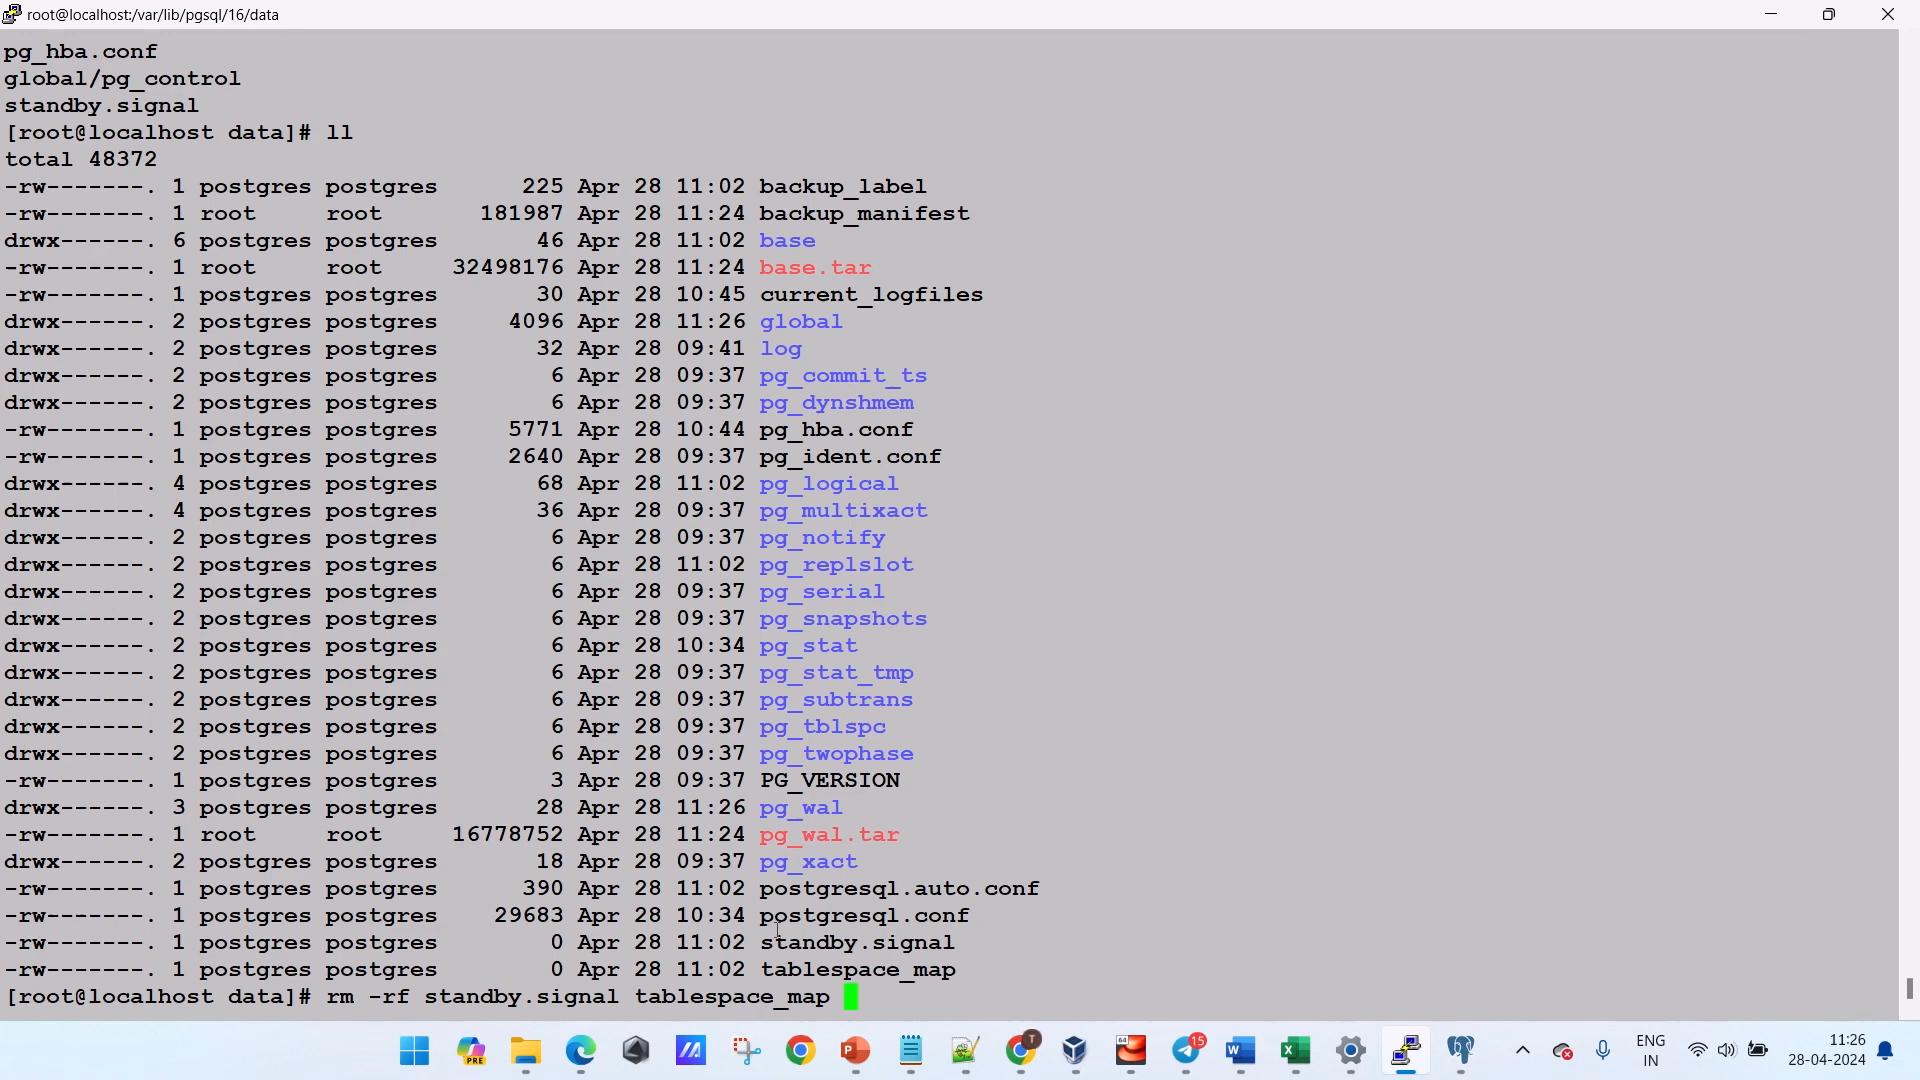 root@localhost:/var/lib/pgsql/16/data
pg_hba.conf
global/pg_control
standby.signal
[root@localhost data]# ll
total 48372
-rw-------. 1 postgres postgres      225 Apr 28 11:02 backup_label
-rw-------. 1 root     root       181987 Apr 28 11:24 backup_manifest
drwx------. 6 postgres postgres       46 Apr 28 11:02 base
-rw-------. 1 root     root     32498176 Apr 28 11:24 base.tar
-rw-------. 1 postgres postgres       30 Apr 28 10:45 current_logfiles
drwx------. 2 postgres postgres     4096 Apr 28 11:26 global
drwx------. 2 postgres postgres       32 Apr 28 09:41 log
drwx------. 2 postgres postgres        6 Apr 28 09:37 pg_commit_ts
drwx------. 2 postgres postgres        6 Apr 28 09:37 pg_dynshmem
-rw-------. 1 postgres postgres     5771 Apr 28 10:44 pg_hba.conf
-rw-------. 1 postgres postgres     2640 Apr 28 09:37 pg_ident.conf
drwx------. 4 postgres postgres       68 Apr 28 11:02 pg_logical
drwx------. 4 postgres postgres       36 Apr 28 09:37 pg_multixact
drwx------. 2 postgres postgres        6 Apr 28 09:37 pg_notify
drwx------. 2 postgres postgres        6 Apr 28 11:02 pg_replslot
drwx------. 2 postgres postgres        6 Apr 28 09:37 pg_serial
drwx------. 2 postgres postgres        6 Apr 28 09:37 pg_snapshots
drwx------. 2 postgres postgres        6 Apr 28 10:34 pg_stat
drwx------. 2 postgres postgres        6 Apr 28 09:37 pg_stat_tmp
drwx------. 2 postgres postgres        6 Apr 28 09:37 pg_subtrans
drwx------. 2 postgres postgres        6 Apr 28 09:37 pg_tblspc
drwx------. 2 postgres postgres        6 Apr 28 09:37 pg_twophase
-rw-------. 1 postgres postgres        3 Apr 28 09:37 PG_VERSION
drwx------. 3 postgres postgres       28 Apr 28 11:26 pg_wal
-rw-------. 1 root     root     16778752 Apr 28 11:24 pg_wal.tar
drwx------. 2 postgres postgres       18 Apr 28 09:37 pg_xact
-rw-------. 1 postgres postgres      390 Apr 28 11:02 postgresql.auto.conf
-rw-------. 1 postgres postgres    29683 Apr 28 10:34 postgresql.conf
-rw-------. 1 postgres postgres        0 Apr 28 11:02 standby.signal
-rw-------. 1 postgres postgres        0 Apr 28 11:02 tablespace_map
[root@localhost data]# rm -rf standby.signal tablespace_map
PRE
64
T
15
ENG
IN
11:26
28-04-2024